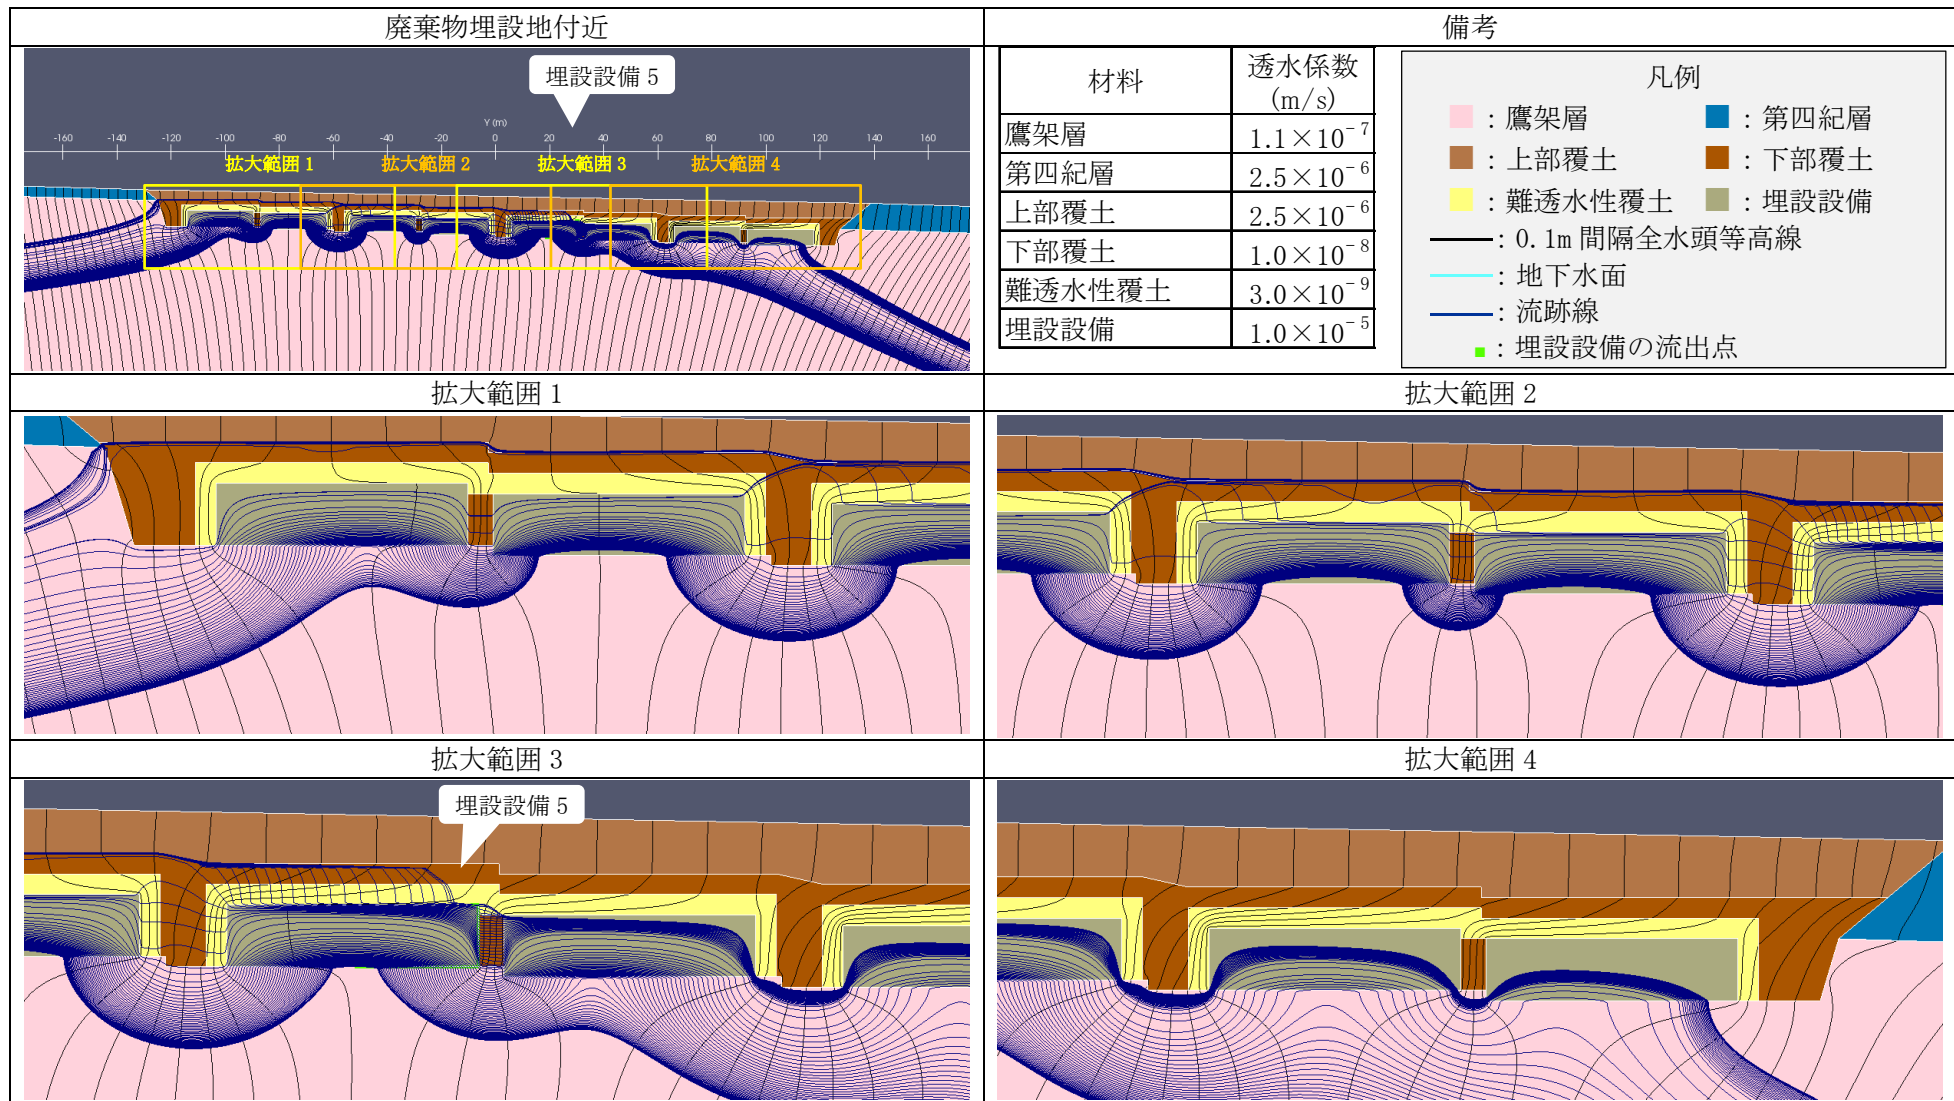 廃棄物埋設地付近
備考
埋設設備 5
Y (m)
-160 -140 -120 -100 -80 -60 -40 -20 0 20 40 60 80 100 120 140 160
拡大範囲 1 拡大範囲 2 拡大範囲 3 拡大範囲 4
材料 透水係数 (m/s)
鷹架層 1.1×10⁻⁷
第四紀層 2.5×10⁻⁶
上部覆土 2.5×10⁻⁶
下部覆土 1.0×10⁻⁸
難透水性覆土 3.0×10⁻⁹
埋設設備 1.0×10⁻⁵
凡例
：鷹架層 ：第四紀層
：上部覆土 ：下部覆土
：難透水性覆土 ：埋設設備
：0.1m 間隔全水頭等高線
：地下水面
：流跡線
：埋設設備の流出点
拡大範囲 1
拡大範囲 2
拡大範囲 3
拡大範囲 4
埋設設備 5